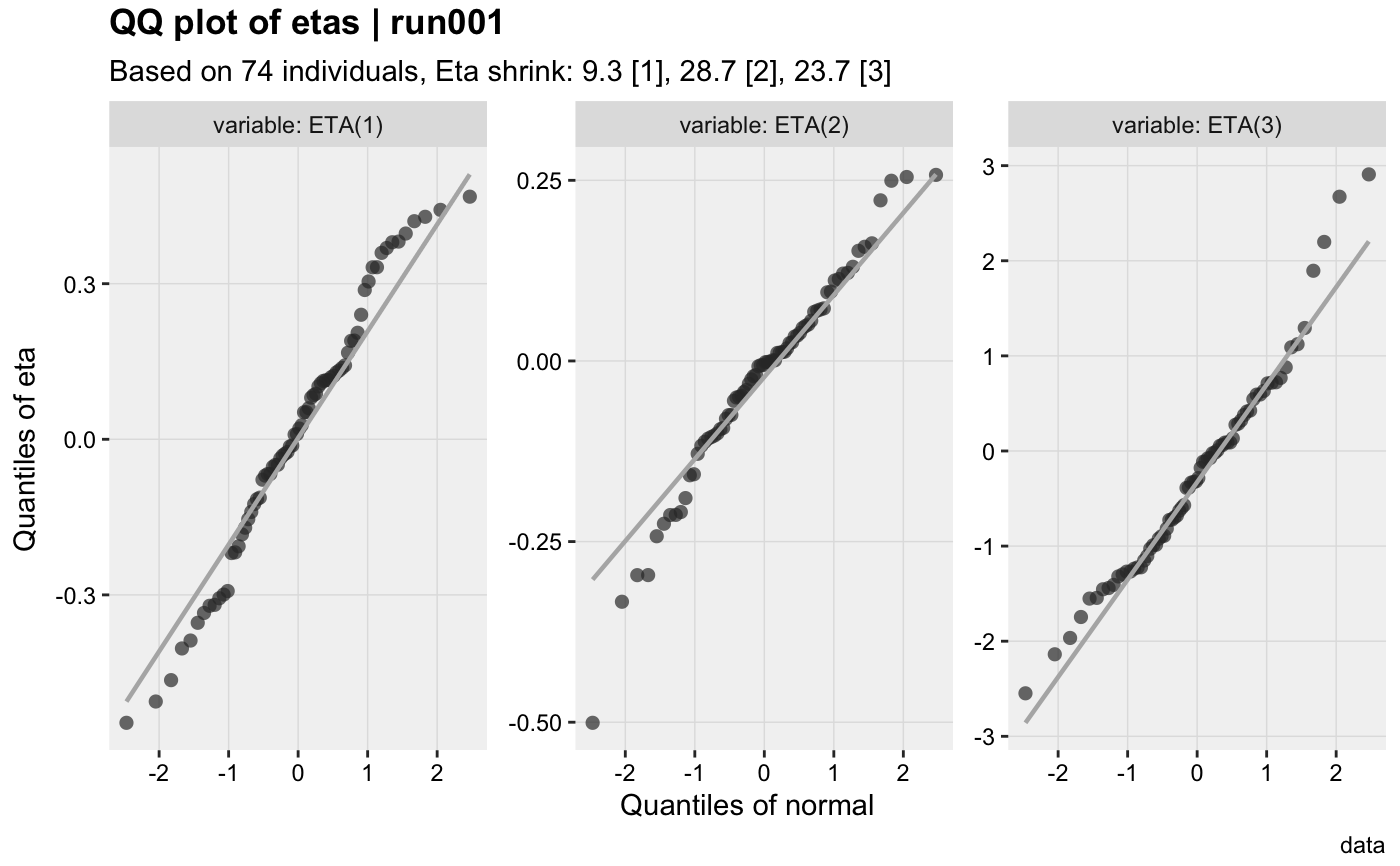 QQ plot of etas | run001
Based on 74 individuals, Eta shrink: 9.3 [1], 28.7 [2], 23.7 [3]
variable: ETA(1)
variable: ETA(2)
variable: ETA(3)
Quantiles of eta
0.3
0.0
-0.3
-2 -1 0 1 2
0.25
0.00
-0.25
-0.50
-2 -1 0 1 2
3
2
1
0
-1
-2
-3
-2 -1 0 1 2
Quantiles of normal
data